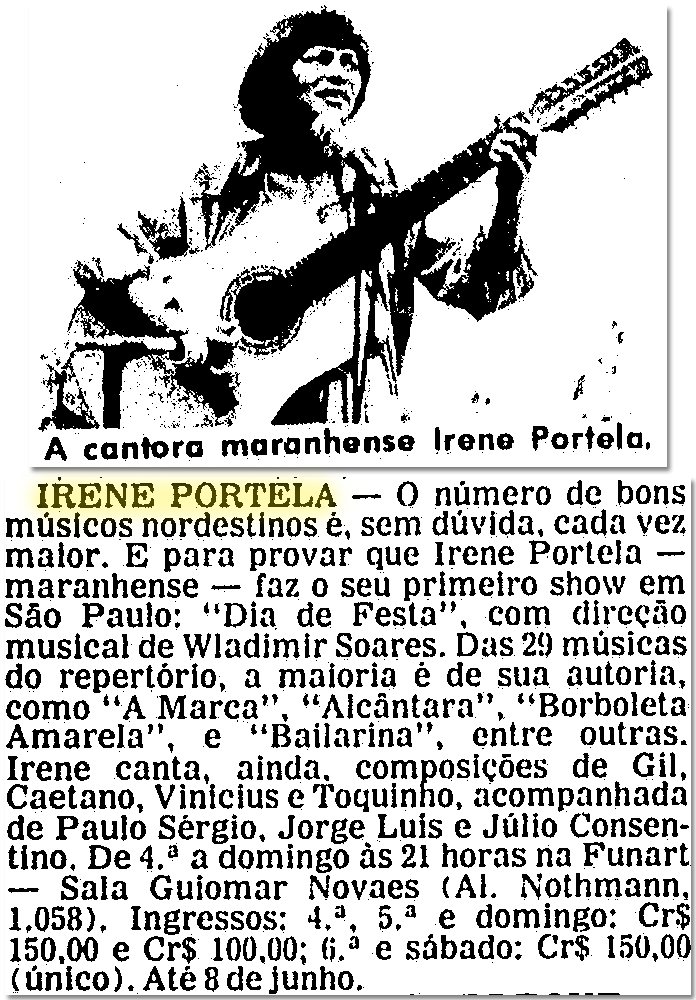 A cantora maranhense Irene Portela.
IRENE PORTELA — O número de bons
músicos nordestinos é, sem dúvida, cada vez
maior. E para provar que Irene Portela —
maranhense — faz o seu primeiro show em
São Paulo: "Dia de Festa", com direção
musical de Wladimir Soares. Das 29 músicas
do repertório, a maioria é de sua autoria,
como "A Marca", "Alcântara", "Borboleta
Amarela", e "Bailarina", entre outras.
Irene canta, ainda, composições de Gil,
Caetano, Vinicius e Toquinho, acompanhada
de Paulo Sérgio, Jorge Luis e Júlio Consen-
tino. De 4.ª a domingo às 21 horas na Funart
— Sala Guiomar Novaes (Al. Nothmann,
1.058). Ingressos: 4.ª, 5.ª e domingo: Cr$
150,00 e Cr$ 100,00; 6.ª e sábado: Cr$ 150,00
(único). Até 8 de junho.